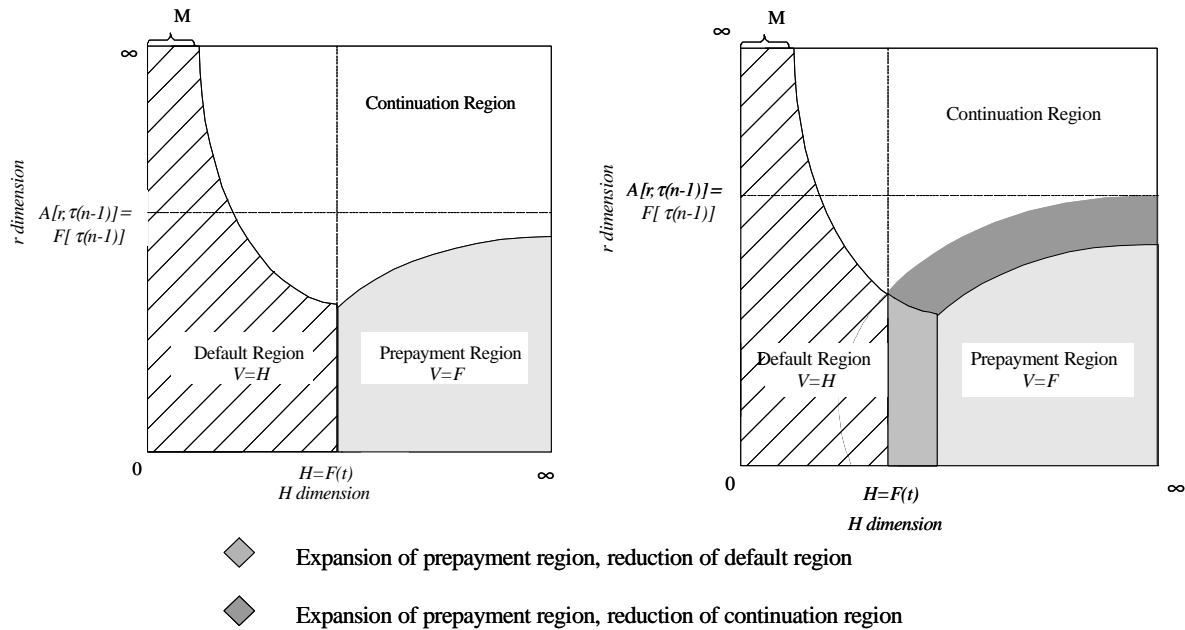 M
∞
Continuation Region
r dimension
A[r, τ(n-1)]=
F[ τ(n-1)]
Default Region
V=H
Prepayment Region
V=F
0
H=F(t)
∞
H dimension
M
∞
Continuation Region
r dimension
A[r, τ(n-1)]=
F[ τ(n-1)]
Default Region
V=H
Prepayment Region
V=F
0
H=F(t)
∞
H dimension
Expansion of prepayment region, reduction of default region
Expansion of prepayment region, reduction of continuation region